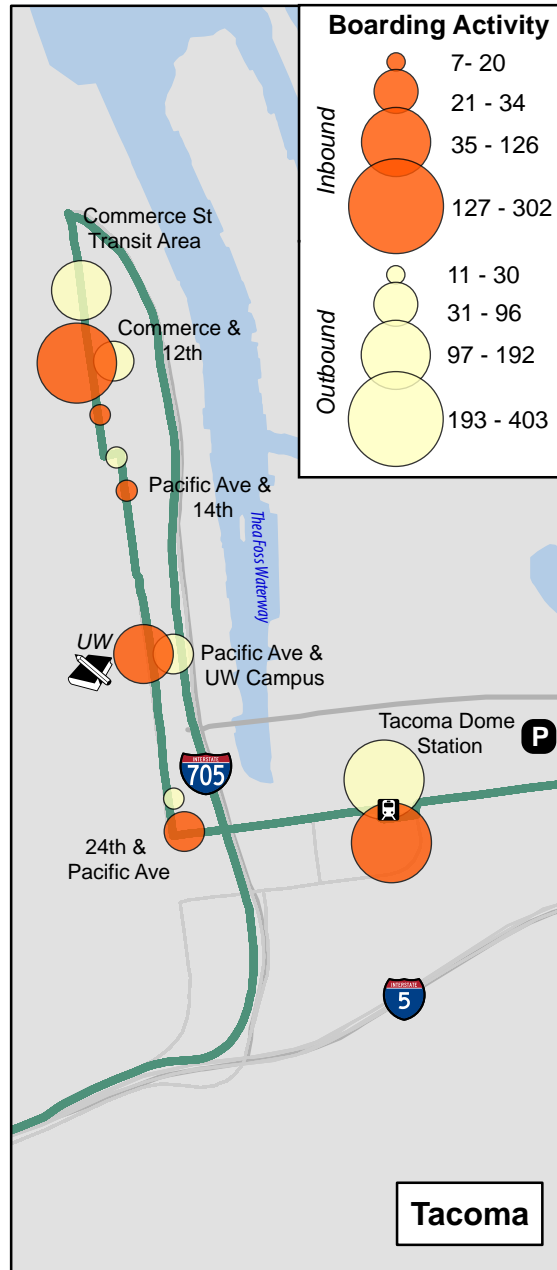 Boarding Activity
Inbound
7- 20
21 - 34
35 - 126
127 - 302
Outbound
11 - 30
31 - 96
97 - 192
193 - 403
Commerce St
Transit Area
Commerce &
12th
Pacific Ave &
14th
Thea Foss Waterway
UW
Pacific Ave &
UW Campus
Tacoma Dome
Station
P
INTERSTATE
705
24th &
Pacific Ave
INTERSTATE
5
Tacoma